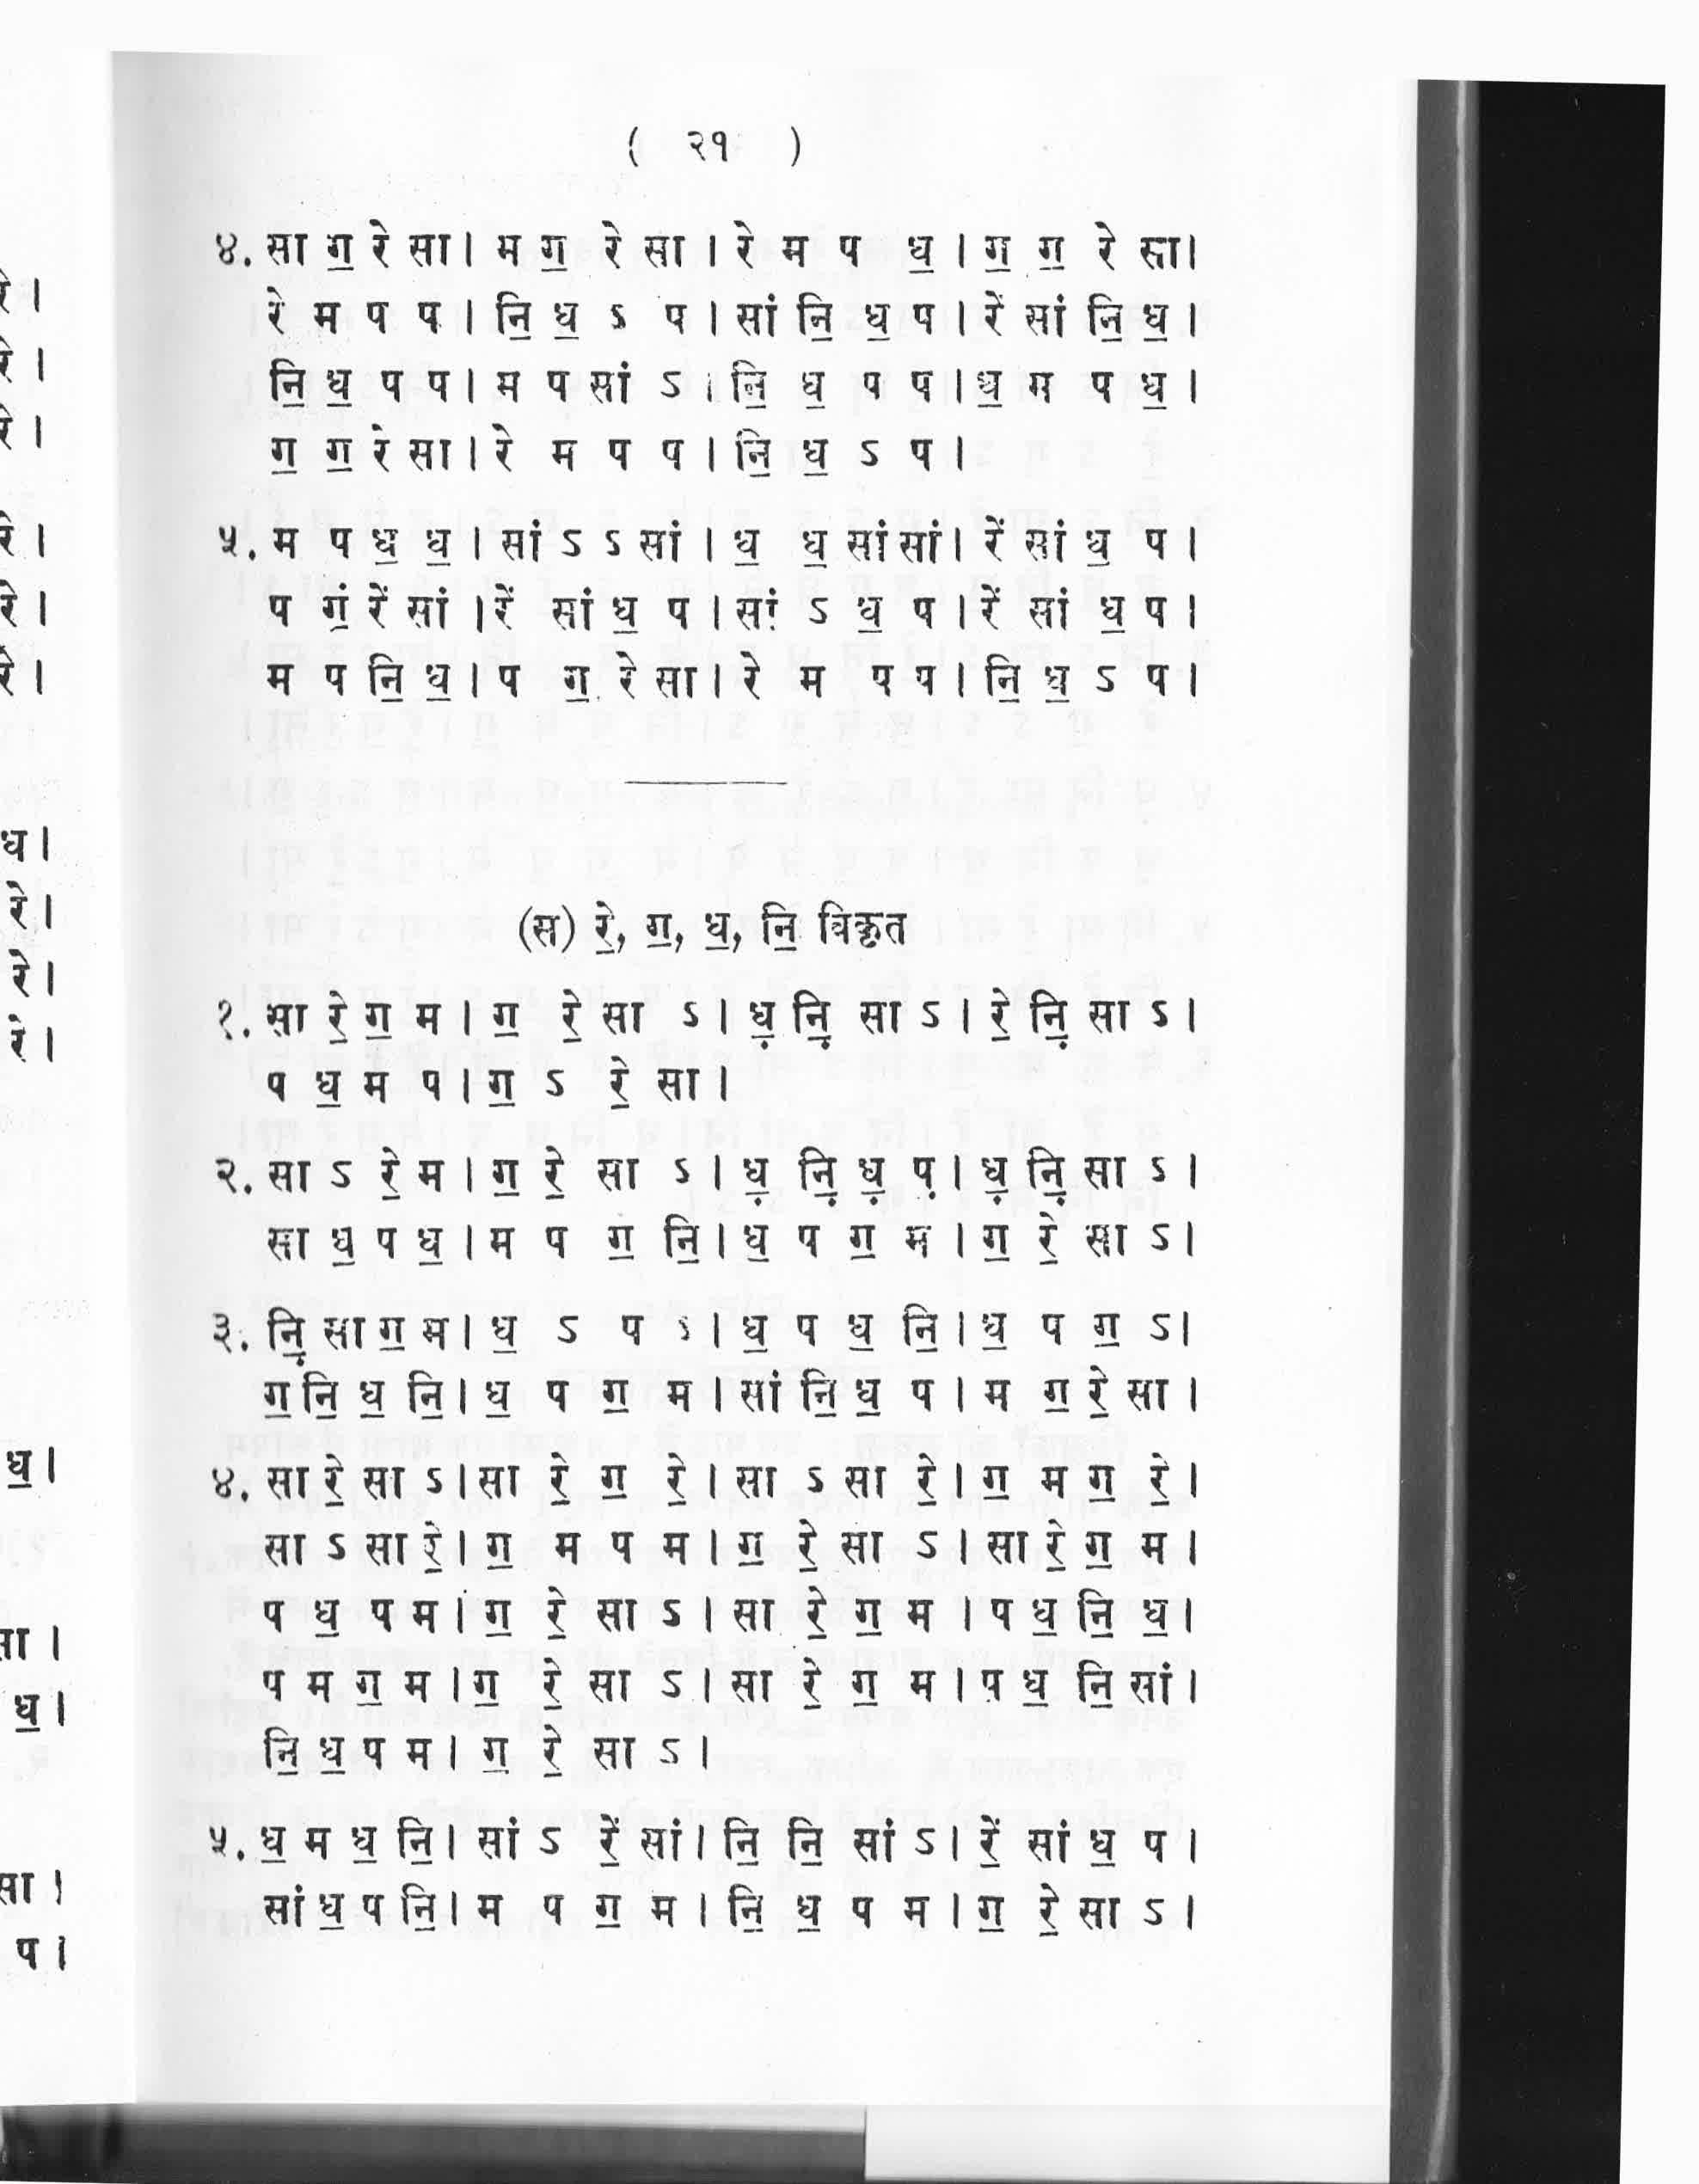 ( २१ )
४. सा ग॒ रे सा। म ग॒ रे सा। रे म प ध॒। ग॒ ग॒ रे सा।
रे म प प। नि॒ ध॒ ऽ प। सां नि॒ ध॒ प। रें सां नि॒ ध॒।
नि॒ ध॒ प प। म प सां ऽ। नि॒ ध॒ प प। ध॒ म प ध॒।
ग॒ ग॒ रे सा। रे म प प। नि॒ ध॒ ऽ प।
५. म प ध॒ ध॒। सां ऽ ऽ सां। ध॒ ध॒ सां सां। रें सां ध॒ प।
प गं॒ रें सां। रें सां ध॒ प। सां ऽ ध॒ प। रें सां ध॒ प।
म प नि॒ ध॒। प ग॒ रे सा। रे म प प। नि॒ ध॒ ऽ प।
(स) रे॒, ग॒, ध॒, नि॒ विकृत
१. सा रे॒ ग॒ म। ग॒ रे॒ सा ऽ। ध़॒ नि़॒ सा ऽ। रे॒ नि़॒ सा ऽ।
प ध॒ म प। ग॒ ऽ रे॒ सा।
२. सा ऽ रे॒ म। ग॒ रे॒ सा ऽ। ध़॒ नि़॒ ध़॒ प़। ध़॒ नि़॒ सा ऽ।
सा ध॒ प ध॒। म प ग॒ नि॒। ध॒ प ग॒ म। ग॒ रे॒ सा ऽ।
३. नि़॒ सा ग॒ म। ध॒ ऽ प ऽ। ध॒ प ध॒ नि॒। ध॒ प ग॒ ऽ।
ग॒ नि॒ ध॒ नि॒। ध॒ प ग॒ म। सां नि॒ ध॒ प। म ग॒ रे॒ सा।
४. सा रे॒ सा ऽ। सा रे॒ ग॒ रे॒। सा ऽ सा रे॒। ग॒ म ग॒ रे॒।
सा ऽ सा रे॒। ग॒ म प म। ग॒ रे॒ सा ऽ। सा रे॒ ग॒ म।
प ध॒ प म। ग॒ रे॒ सा ऽ। सा रे॒ ग॒ म। प ध॒ नि॒ ध॒।
प म ग॒ म। ग॒ रे॒ सा ऽ। सा रे॒ ग॒ म। प ध॒ नि॒ सां।
नि॒ ध॒ प म। ग॒ रे॒ सा ऽ।
५. ध॒ म ध॒ नि॒। सां ऽ रें॒ सां। नि॒ नि॒ सां ऽ। रें॒ सां ध॒ प।
सां ध॒ प नि॒। म प ग॒ म। नि॒ ध॒ प म। ग॒ रे॒ सा ऽ।